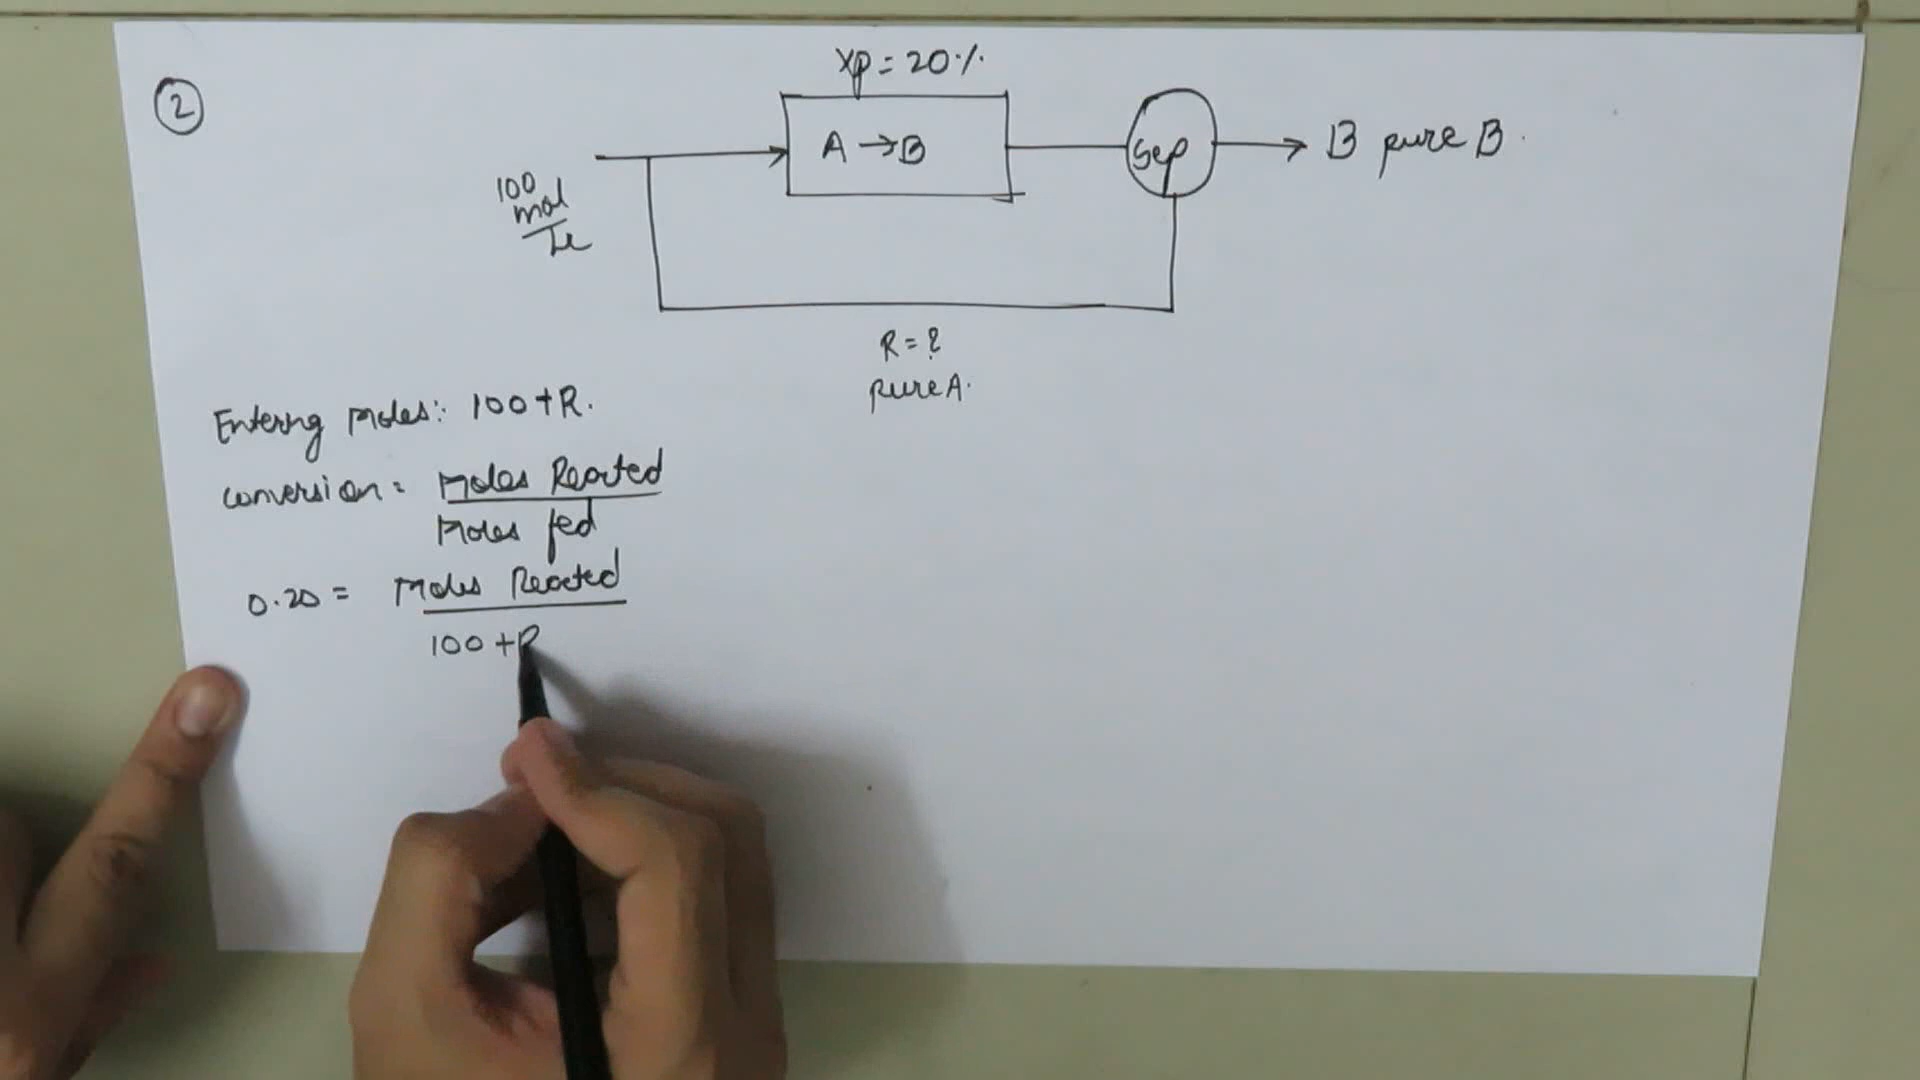 2
Xp = 20%
A → B
Sep
B pure B.
100
mol
hr
R = ?
pure A.
Entering Moles: 100 + R.
conversion = Moles Reacted
Moles fed
0.20 = Moles Reacted
100 + R